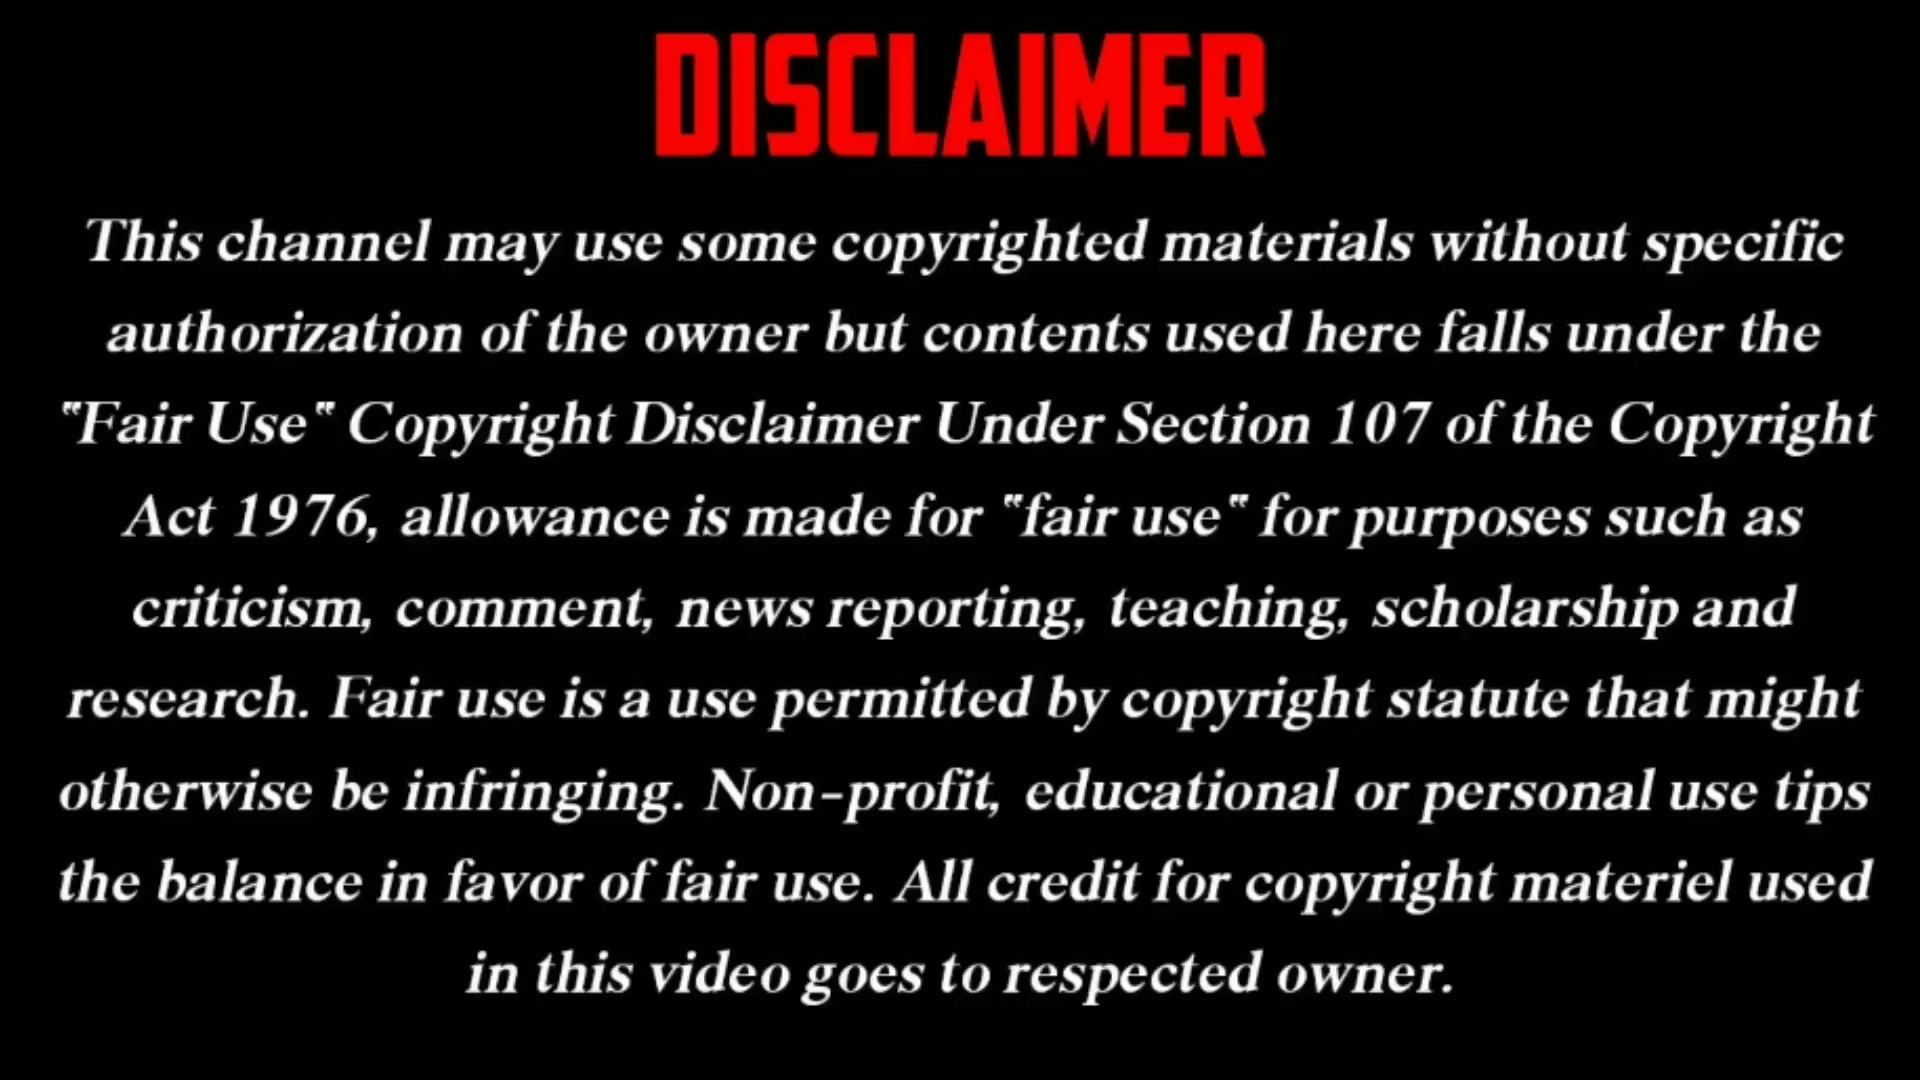 DISCLAIMER
This channel may use some copyrighted materials without specific
authorization of the owner but contents used here falls under the
"Fair Use" Copyright Disclaimer Under Section 107 of the Copyright
Act 1976, allowance is made for "fair use" for purposes such as
criticism, comment, news reporting, teaching, scholarship and
research. Fair use is a use permitted by copyright statute that might
otherwise be infringing. Non-profit, educational or personal use tips
the balance in favor of fair use. All credit for copyright materiel used
in this video goes to respected owner.